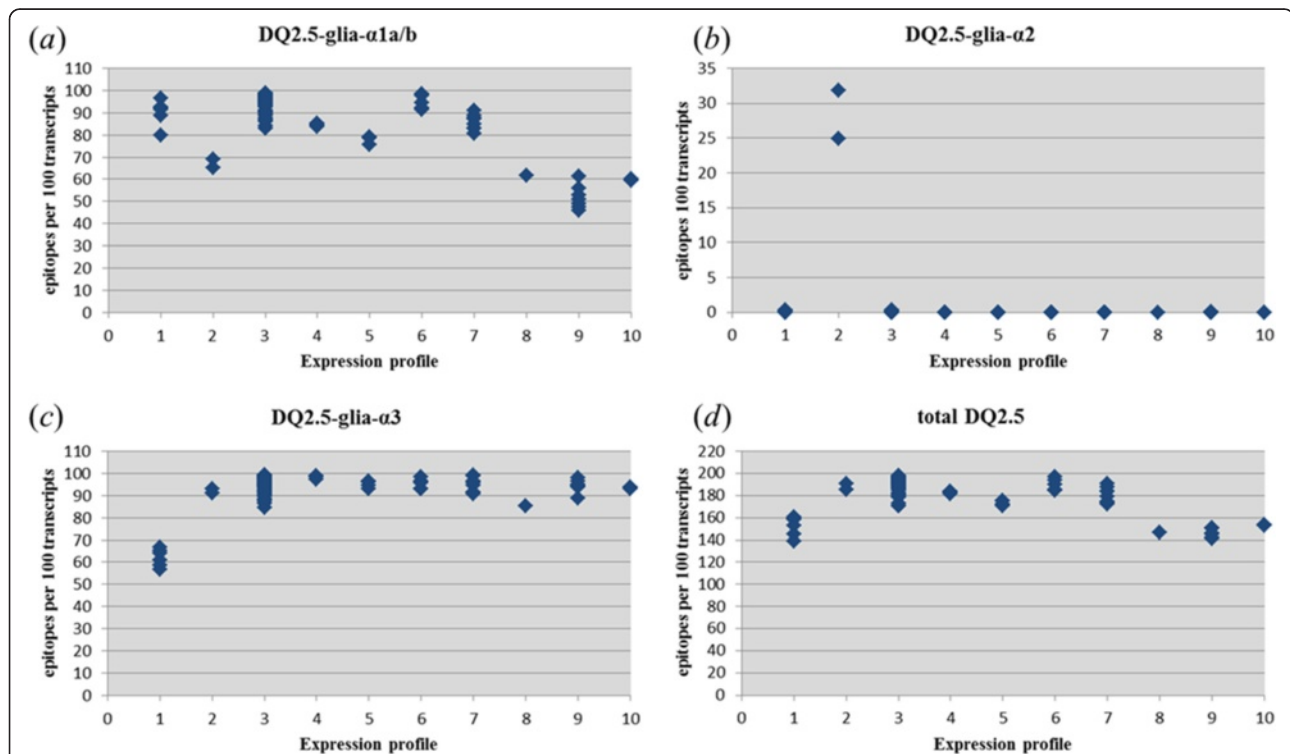 (a) DQ2.5-glia-α1a/b
epitopes per 100 transcripts
110
100
90
80
70
60
50
40
30
20
10
0
0 1 2 3 4 5 6 7 8 9 10
Expression profile
(b) DQ2.5-glia-α2
epitopes 100 transcripts
35
30
25
20
15
10
5
0
0 1 2 3 4 5 6 7 8 9 10
Expression profile
(c) DQ2.5-glia-α3
epitopes per 100 transcripts
110
100
90
80
70
60
50
40
30
20
10
0
0 1 2 3 4 5 6 7 8 9 10
Expression profile
(d) total DQ2.5
epitopes per 100 transcripts
220
200
180
160
140
120
100
80
60
40
20
0
0 1 2 3 4 5 6 7 8 9 10
Expression profile